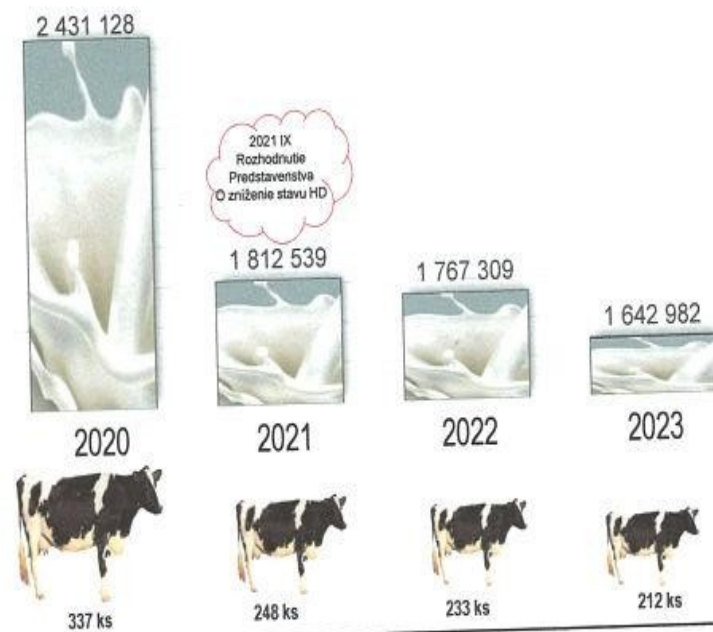 2 431 128
2021 IX
Rozhodnutie
Predstavenstva
O zníženie stavu HD
1 812 539
1 767 309
1 642 982
2020
2021
2022
2023
337 ks
248 ks
233 ks
212 ks